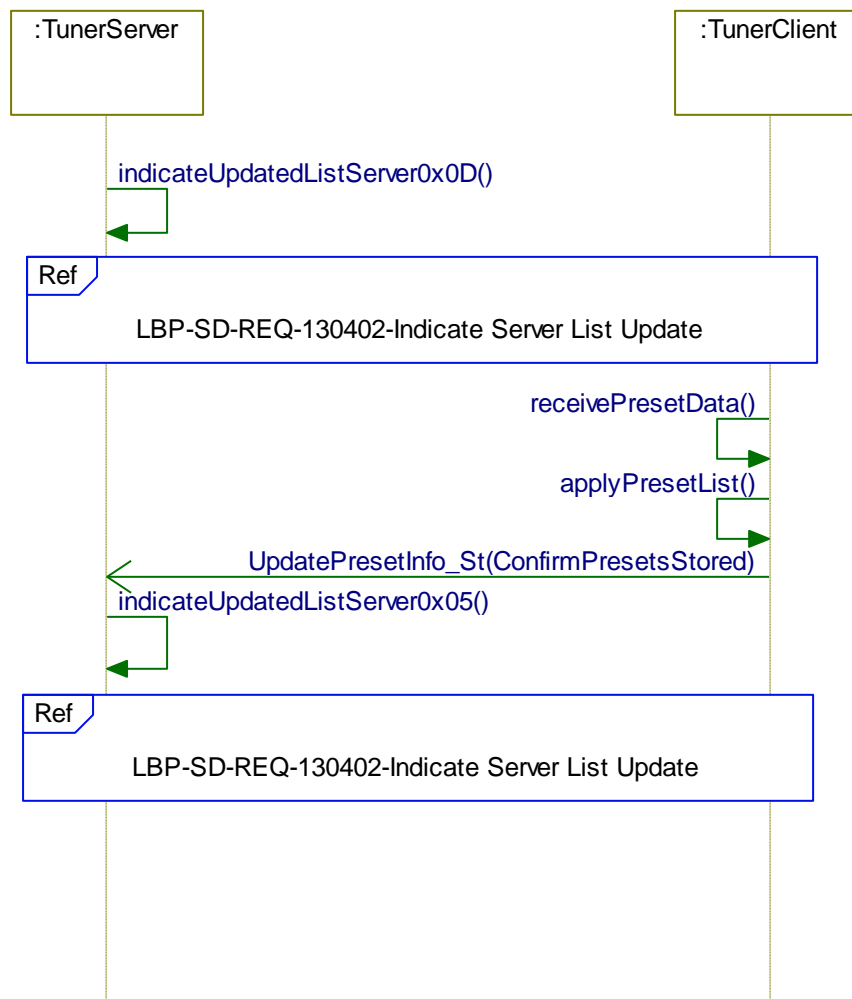 :TunerServer
:TunerClient
indicateUpdatedListServer0x0D()
Ref
LBP-SD-REQ-130402-Indicate Server List Update
receivePresetData()
applyPresetList()
UpdatePresetInfo_St(ConfirmPresetsStored)
indicateUpdatedListServer0x05()
Ref
LBP-SD-REQ-130402-Indicate Server List Update